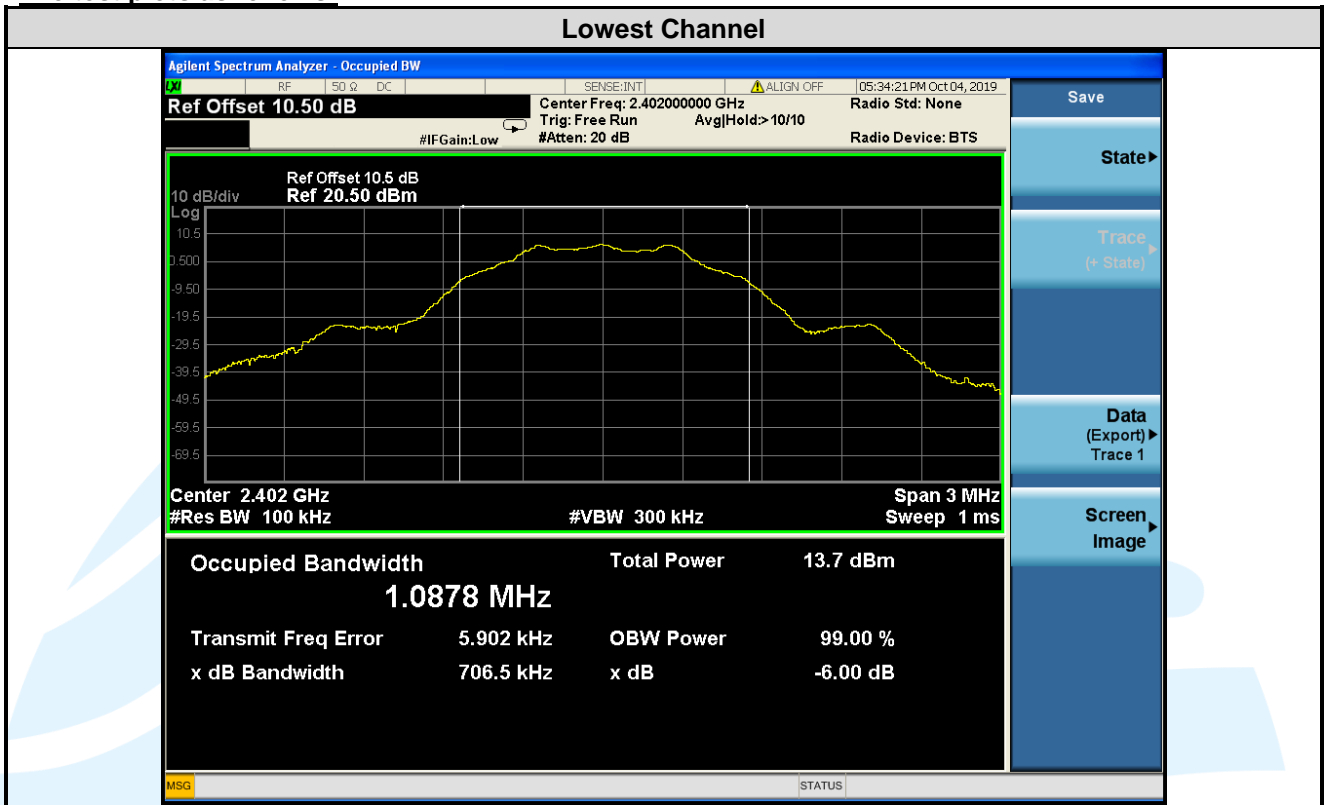 Lowest Channel
Agilent Spectrum Analyzer - Occupied BW
LXI RF 50 Ω DC SENSE:INT ALIGN OFF 05:34:21 PM Oct 04, 2019
Ref Offset 10.50 dB
Center Freq: 2.402000000 GHz
Radio Std: None
Trig: Free Run Avg|Hold:> 10/10
#IFGain:Low
#Atten: 20 dB
Radio Device: BTS
Ref Offset 10.5 dB
10 dB/div Ref 20.50 dBm
Log
10.5
0.500
-9.50
-19.5
-29.5
-39.5
-49.5
-59.5
-69.5
Center 2.402 GHz Span 3 MHz
#Res BW 100 kHz #VBW 300 kHz Sweep 1 ms
Occupied Bandwidth Total Power 13.7 dBm
1.0878 MHz
Transmit Freq Error 5.902 kHz OBW Power 99.00 %
x dB Bandwidth 706.5 kHz x dB -6.00 dB
MSG STATUS
Save
State
Trace
(+ State)
Data
(Export)
Trace 1
Screen
Image